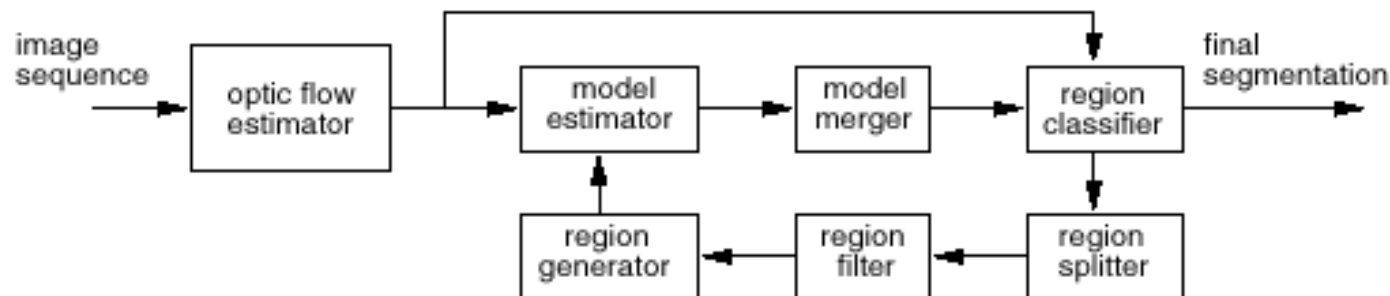 image
sequence
optic flow
estimator
model
estimator
model
merger
region
classifier
final
segmentation
region
generator
region
filter
region
splitter